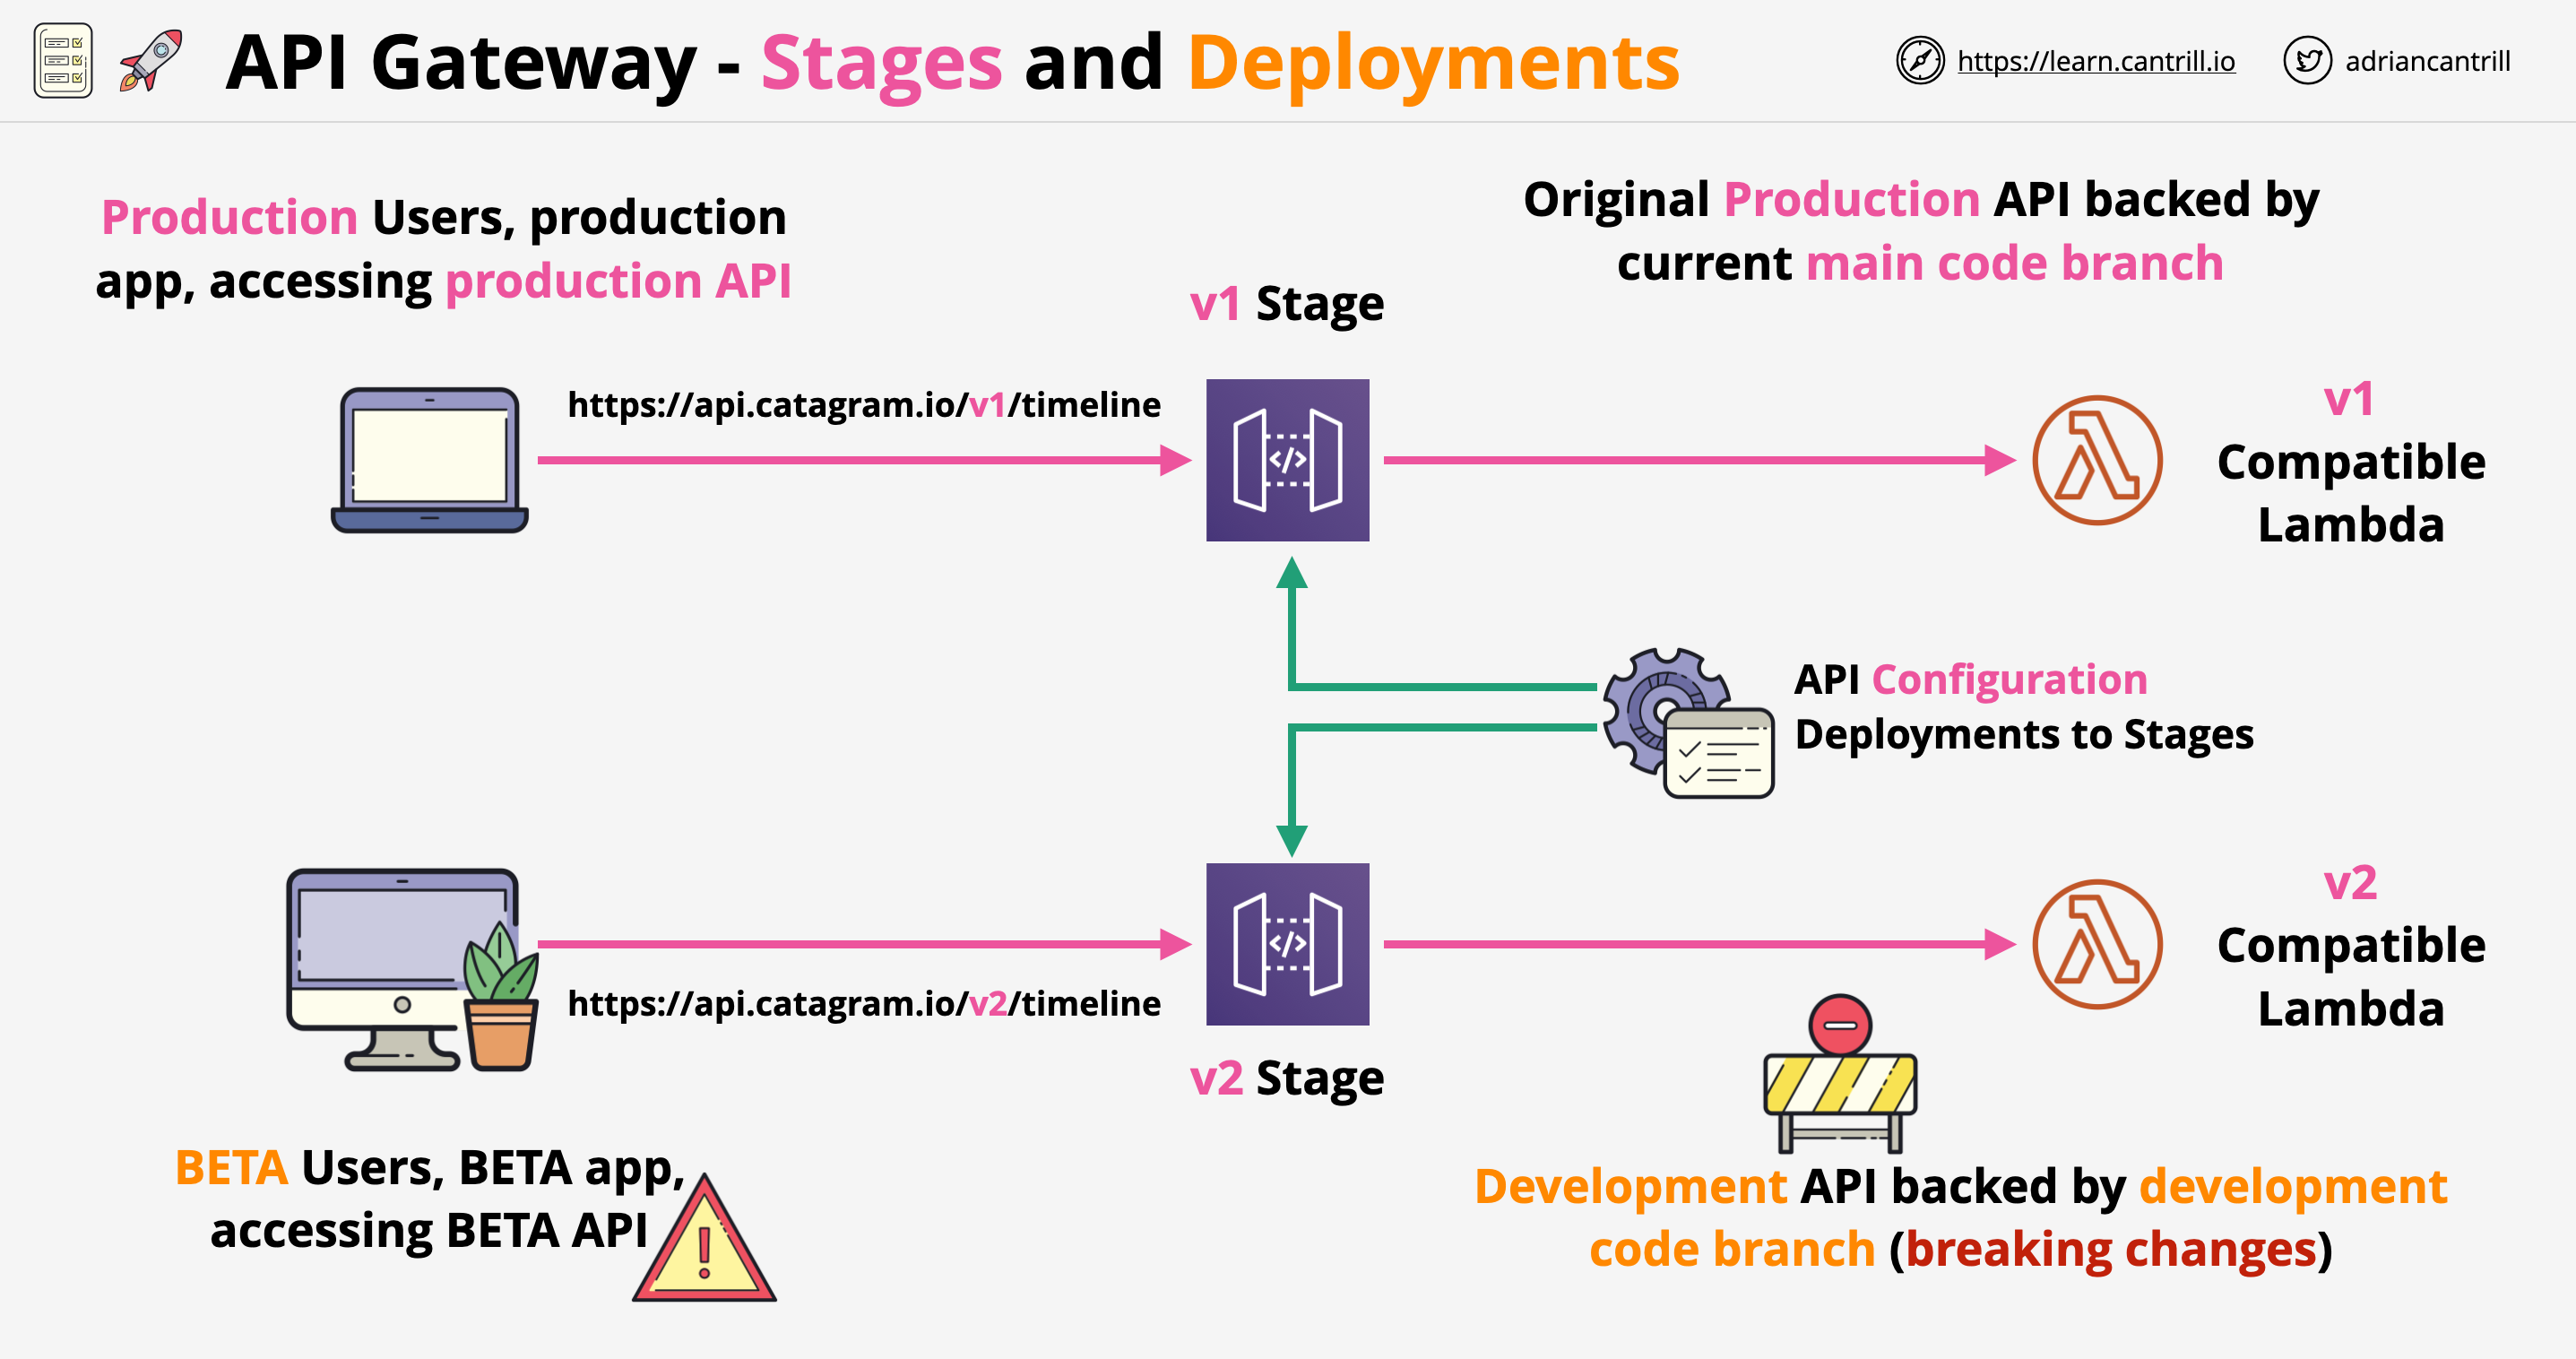 API Gateway - Stages and Deployments
https://learn.cantrill.io
adriancantrill
Production Users, production
app, accessing production API
Original Production API backed by
current main code branch
v1 Stage
https://api.catagram.io/v1/timeline
</>
v1
Compatible
Lambda
API Configuration
Deployments to Stages
</>
https://api.catagram.io/v2/timeline
v2 Stage
v2
Compatible
Lambda
BETA Users, BETA app,
accessing BETA API
!
Development API backed by development
code branch (breaking changes)